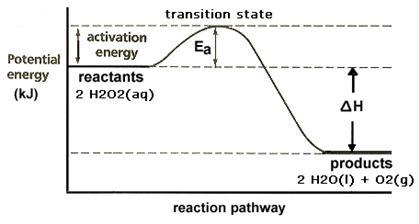 transition state
activation
energy
Ea
Potential
energy
(kJ)
reactants
2 H2O2(aq)
ΔH
products
2 H2O(l) + O2(g)
reaction pathway